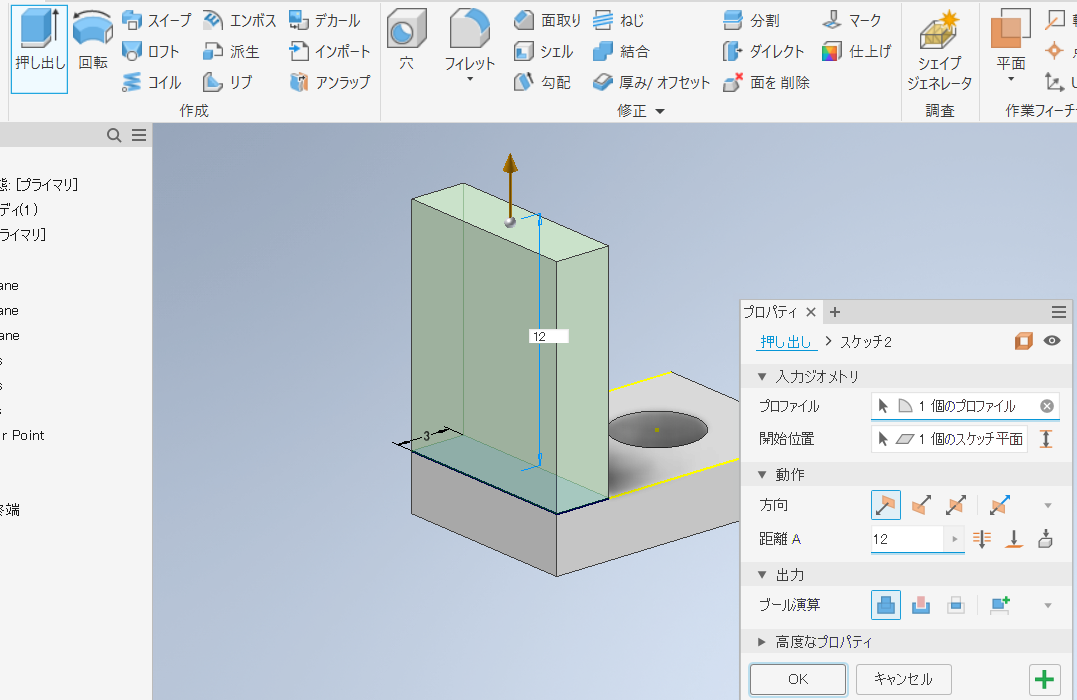 スイープ エンボス デカール 面取り ねじ 分割 マーク
押し出し 回転 ロフト 派生 インポート 穴 フィレット シェル 結合 ダイレクト 仕上げ シェイプ ジェネレータ 平面
コイル リブ アンラップ 勾配 厚み/ オフセット 面を 削除
作成 修正 調査 作業フィーチ
態: [プライマリ]
ディ(1)
ライマリ]
ane
ane
ane
s
s
s
r Point
終端
12
3
プロパティ
押し出し > スケッチ2
入力ジオメトリ
プロファイル 1 個のプロファイル
開始位置 1 個のスケッチ平面
動作
方向
距離 A 12
出力
ブール演算
高度なプロパティ
OK キャンセル